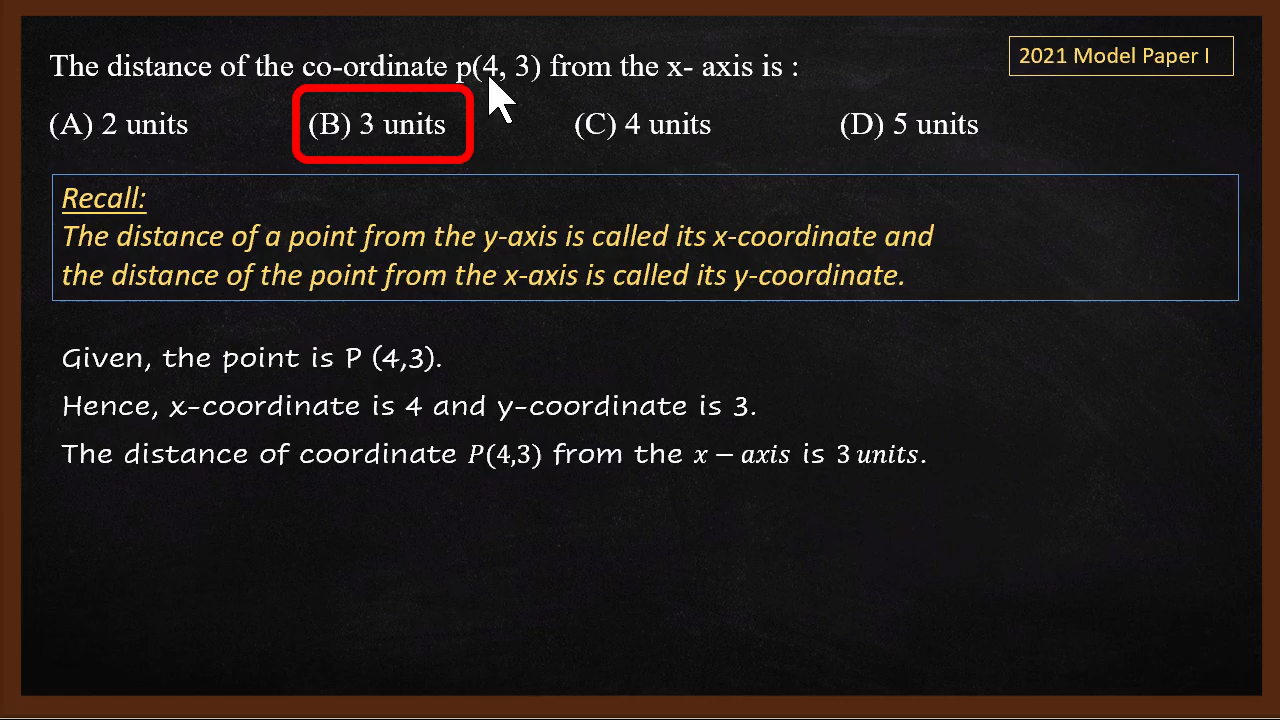 The distance of the co-ordinate p(4, 3) from the x- axis is :
2021 Model Paper I
(A) 2 units (B) 3 units (C) 4 units (D) 5 units
Recall:
The distance of a point from the y-axis is called its x-coordinate and
the distance of the point from the x-axis is called its y-coordinate.
Given, the point is P (4,3).
Hence, x-coordinate is 4 and y-coordinate is 3.
The distance of coordinate P(4,3) from the x − axis is 3 units.